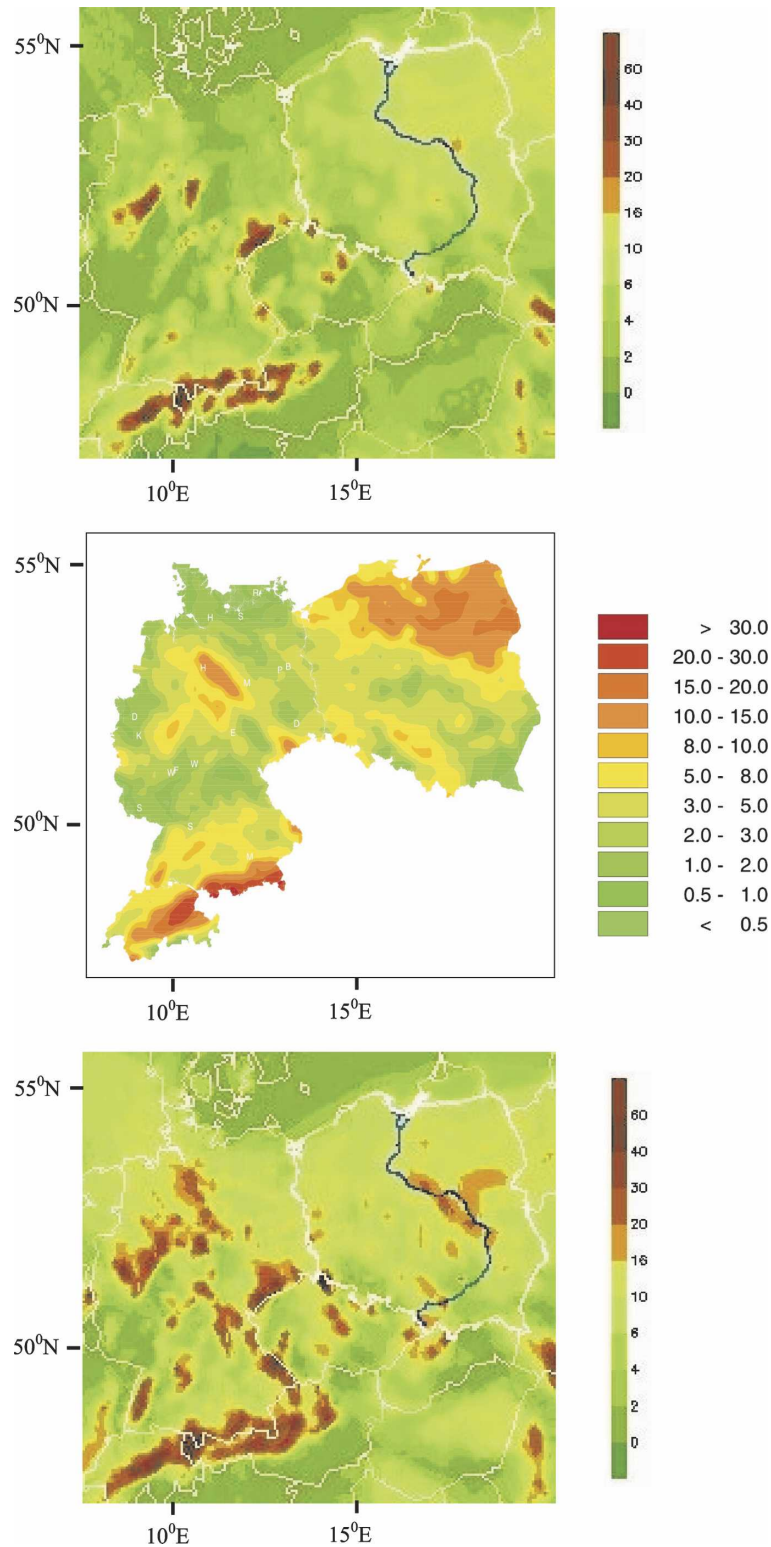 55⁰N
50⁰N
10⁰E
15⁰E
60
40
30
20
16
10
6
4
2
0
55⁰N
50⁰N
10⁰E
15⁰E
R
H
S
H
P B
M
D
K
E
D
W
W F
S
S
M
> 30.0
20.0 - 30.0
15.0 - 20.0
10.0 - 15.0
8.0 - 10.0
5.0 - 8.0
3.0 - 5.0
2.0 - 3.0
1.0 - 2.0
0.5 - 1.0
< 0.5
55⁰N
50⁰N
10⁰E
15⁰E
60
40
30
20
16
10
6
4
2
0